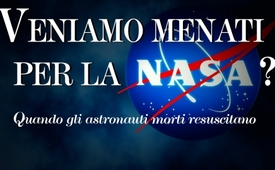 VENIAMO MENATI
PER LA NASA?
Quando gli astronauti morti resuscitano